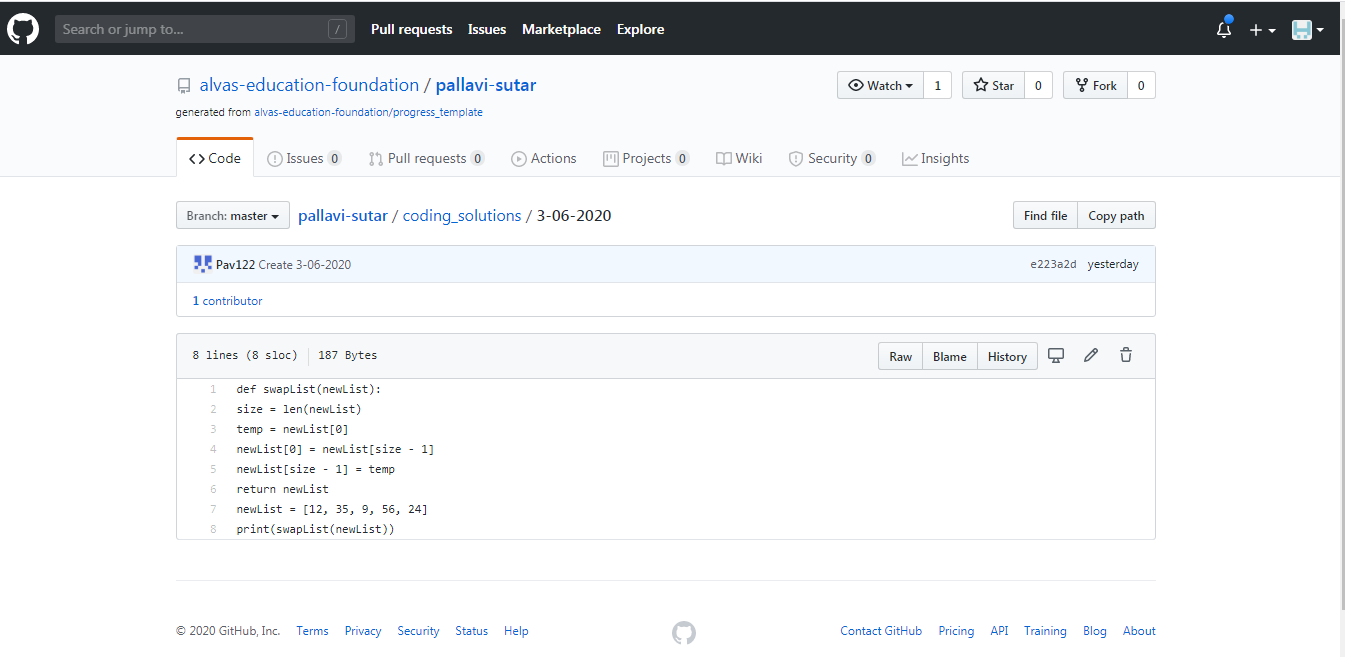 Search or jump to... /
Pull requests Issues Marketplace Explore
alvas-education-foundation / pallavi-sutar
Watch 1 Star 0 Fork 0
generated from alvas-education-foundation/progress_template
Code Issues 0 Pull requests 0 Actions Projects 0 Wiki Security 0 Insights
Branch: master pallavi-sutar / coding_solutions / 3-06-2020 Find file Copy path
Pav122 Create 3-06-2020 e223a2d yesterday
1 contributor
8 lines (8 sloc) 187 Bytes Raw Blame History
1 def swapList(newList):
2 size = len(newList)
3 temp = newList[0]
4 newList[0] = newList[size - 1]
5 newList[size - 1] = temp
6 return newList
7 newList = [12, 35, 9, 56, 24]
8 print(swapList(newList))
© 2020 GitHub, Inc. Terms Privacy Security Status Help Contact GitHub Pricing API Training Blog About